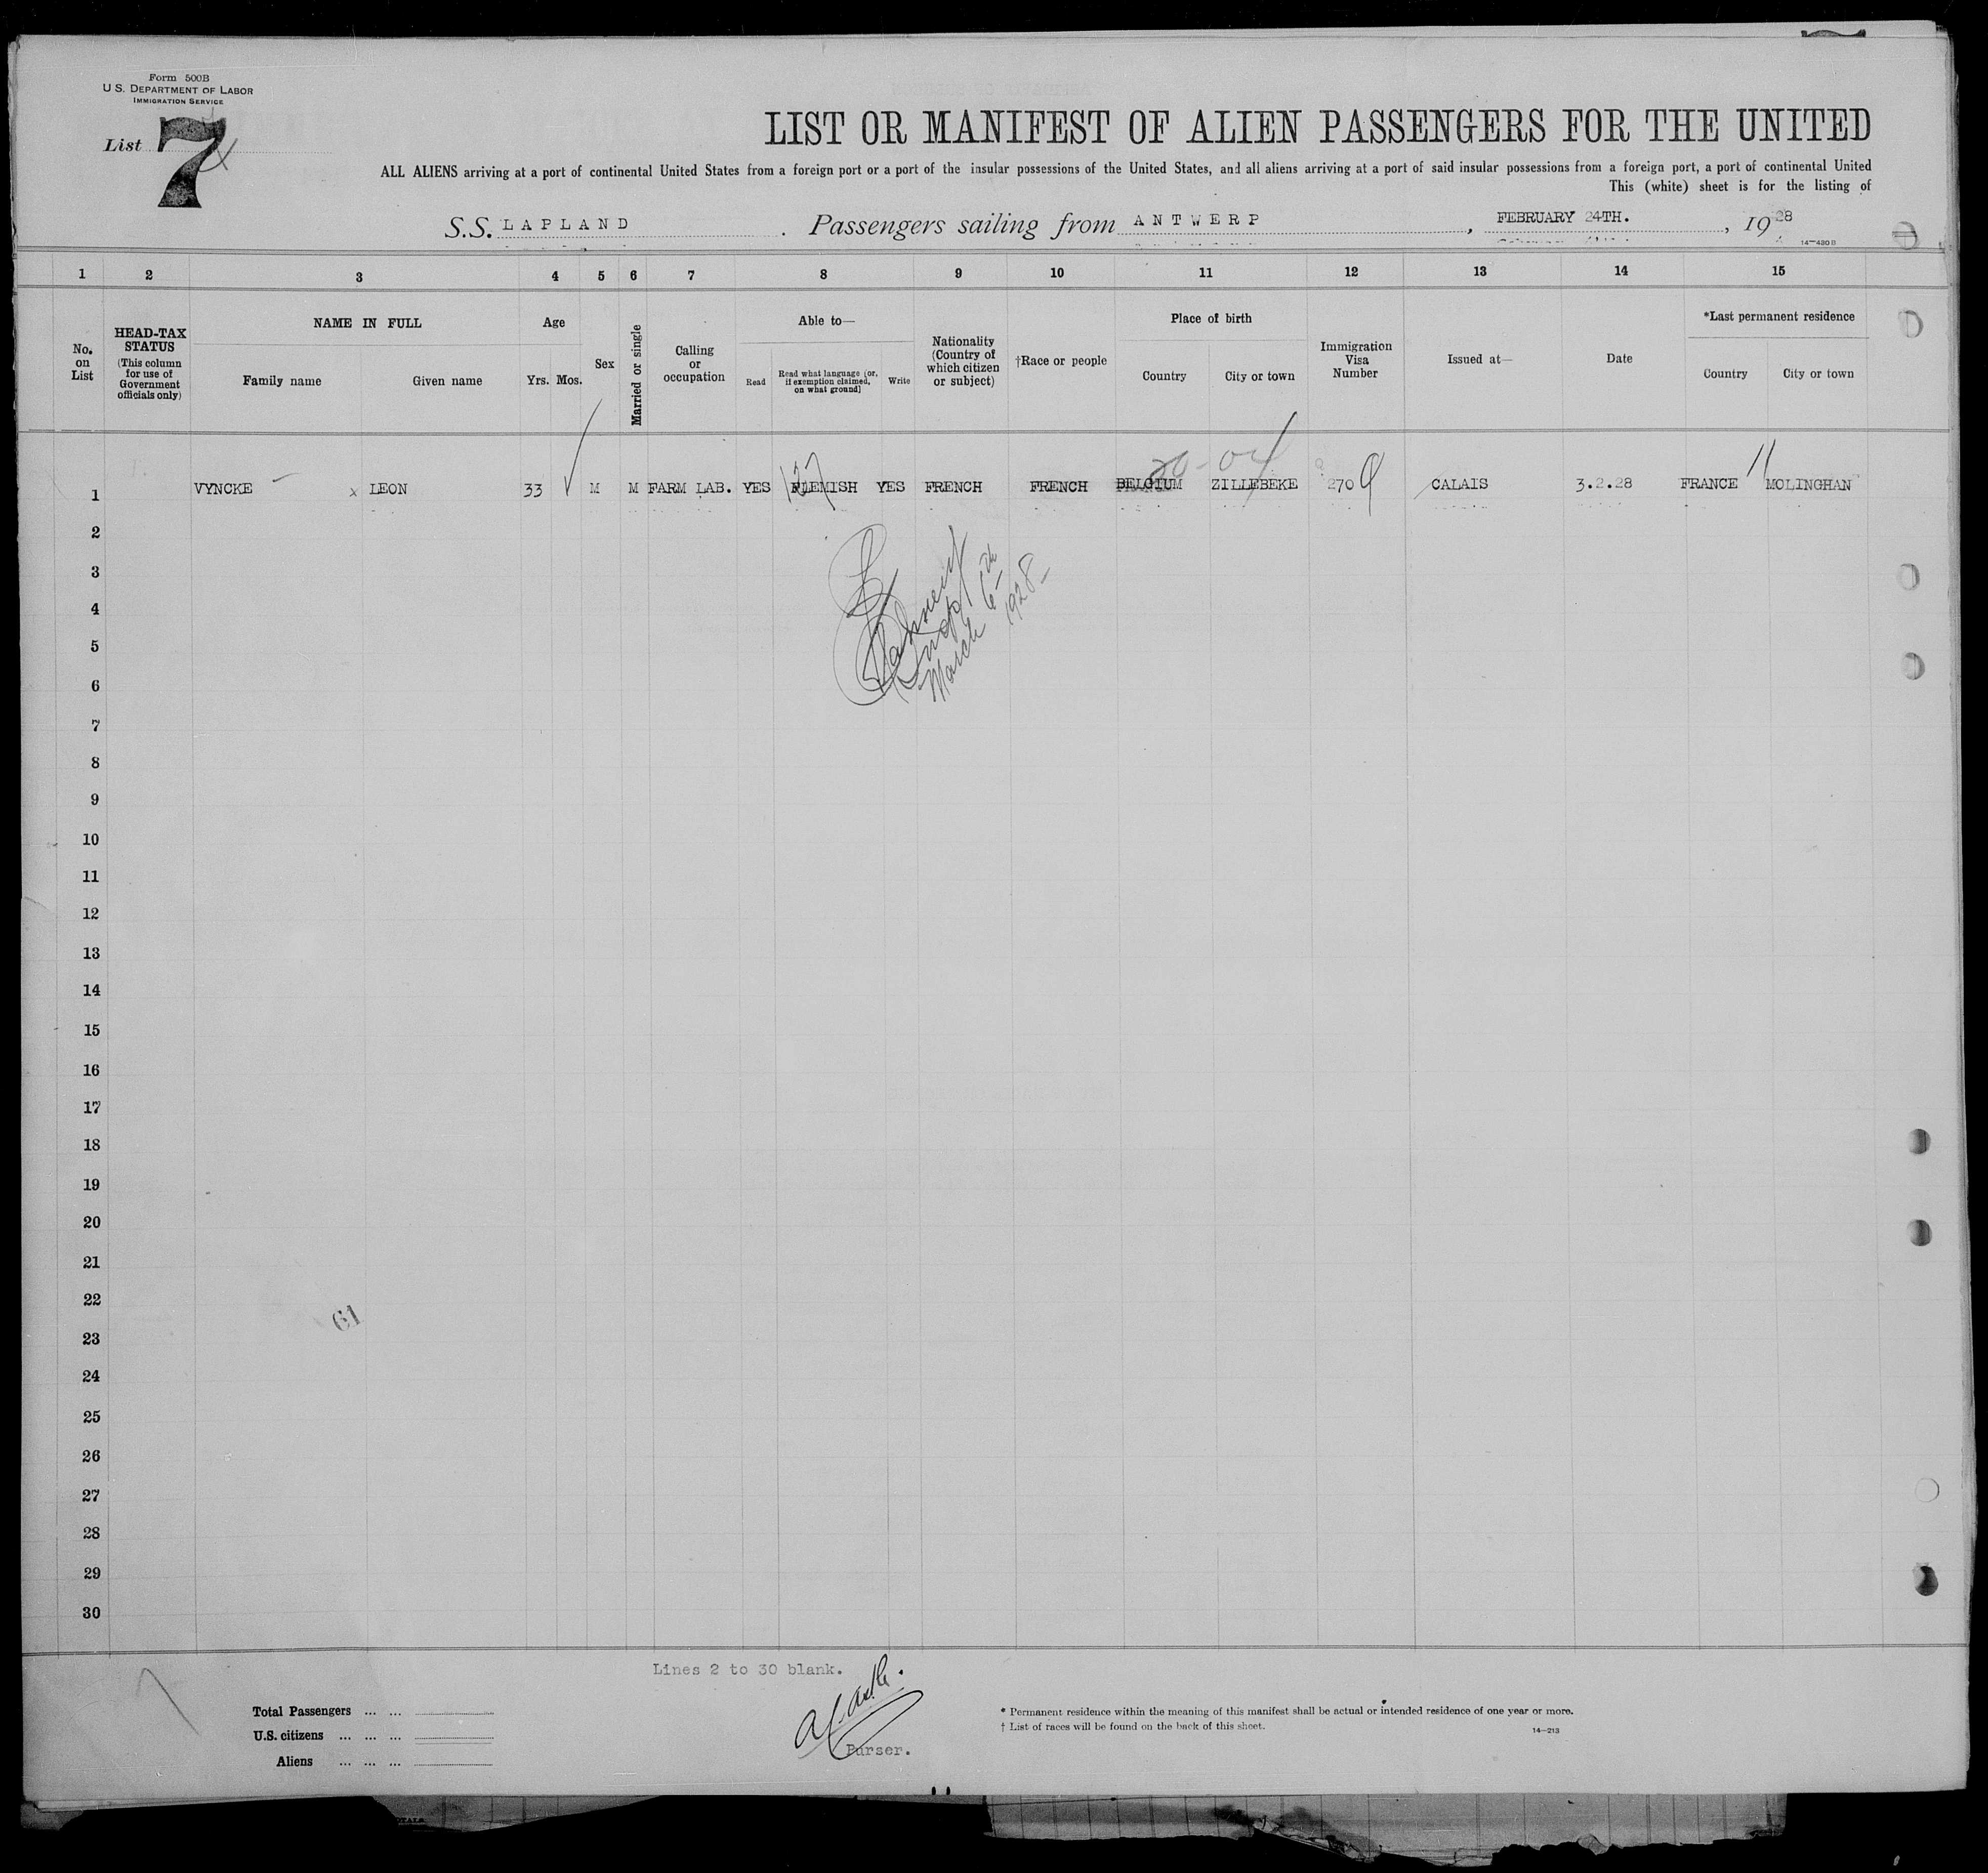 Form 500B
U S. DEPARTMENT OF LABOR
IMMIGRATION SERVICE
List 7
LIST OR MANIFEST OF ALIEN PASSENGERS FOR THE UNITED
ALL ALIENS arriving at a port of continental United States from a foreign port or a port of the insular possessions of the United States, and all aliens arriving at a port of said insular possessions from a foreign port, a port of continental United
This (white) sheet is for the listing of
S.S. LAPLAND . Passengers sailing from ANTWERP , FEBRUARY 24TH. , 19 28
14—430 B
1 2 3 4 5 6 7 8 9 10 11 12 13 14 15
No. on List
HEAD-TAX STATUS
(This column for use of Government officials only)
NAME IN FULL
Family name Given name
Age
Yrs. Mos.
Sex
Married or single
Calling or occupation
Able to—
Read
Read what language [or, if exemption claimed, on what ground]
Write
Nationality (Country of which citizen or subject)
†Race or people
Place of birth
Country City or town
Immigration Visa Number
Issued at—
Date
*Last permanent residence
Country City or town
20-04
1 VYNCKE x LEON 33 M M FARM LAB. YES FLEMISH YES FRENCH FRENCH BELGIUM ZILLEBEKE 270 CALAIS 3.2.28 FRANCE MOLINGHAN
2
3
4
5
6
7
8
9
10
11
12
13
14
15
16
17
18
19
20
21
22
23
24
25
26
27
28
29
30
March 6th
1928
61
Lines 2 to 30 blank.
Total Passengers ... ...
U.S. citizens ... ... ...
Aliens ... ... ...
Purser.
* Permanent residence within the meaning of this manifest shall be actual or intended residence of one year or more.
† List of races will be found on the back of this sheet.
14—213